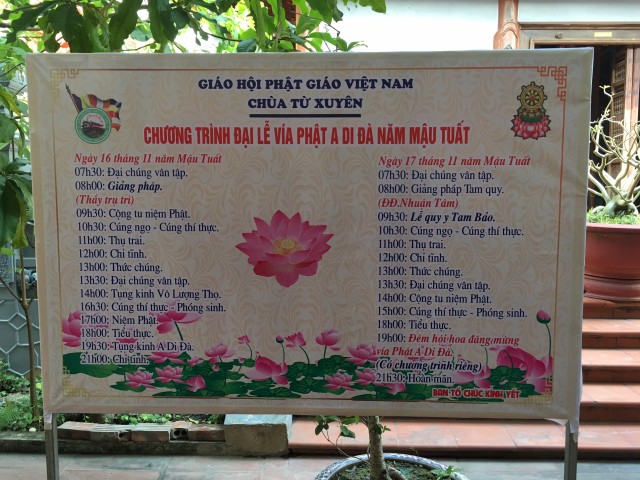 GIÁO HỘI PHẬT GIÁO VIỆT NAM
CHÙA TỪ XUYÊN
CHƯƠNG TRÌNH ĐẠI LỄ VÍA PHẬT A DI ĐÀ NĂM MẬU TUẤT
Ngày 16 tháng 11 năm Mậu Tuất
07h30: Đại chúng vân tập.
08h00: Giảng pháp.
(Thầy trụ trì)
09h30: Cộng tu niệm Phật.
10h30: Cúng ngọ - Cúng thí thực.
11h00: Thụ trai.
12h00: Chỉ tĩnh.
13h00: Thức chúng.
13h30: Đại chúng vân tập.
14h00: Tụng kinh Vô Lượng Thọ.
16h30: Cúng thí thực - Phóng sinh.
17h00: Niệm Phật.
18h00: Tiểu thực.
19h30: Tụng kinh A Di Đà.
21h00: Chỉ tĩnh.
Ngày 17 tháng 11 năm Mậu Tuất
07h30: Đại chúng vân tập.
08h00: Giảng pháp Tam quy.
(ĐĐ.Nhuận Tâm)
09h30: Lễ quy y Tam Bảo.
10h30: Cúng ngọ - Cúng thí thực.
11h00: Thụ trai.
12h00: Chỉ tĩnh.
13h00: Thức chúng.
13h30: Đại chúng vân tập.
14h00: Cộng tu niệm Phật.
15h00: Cúng thí thực - Phóng sinh.
18h00: Tiểu thực.
19h00: Đêm hội hoa đăng mừng
vía Phật A Di Đà.
(Có chương trình riêng)
21h30: Hoàn mãn.
BAN TỔ CHỨC KÍNH YẾT